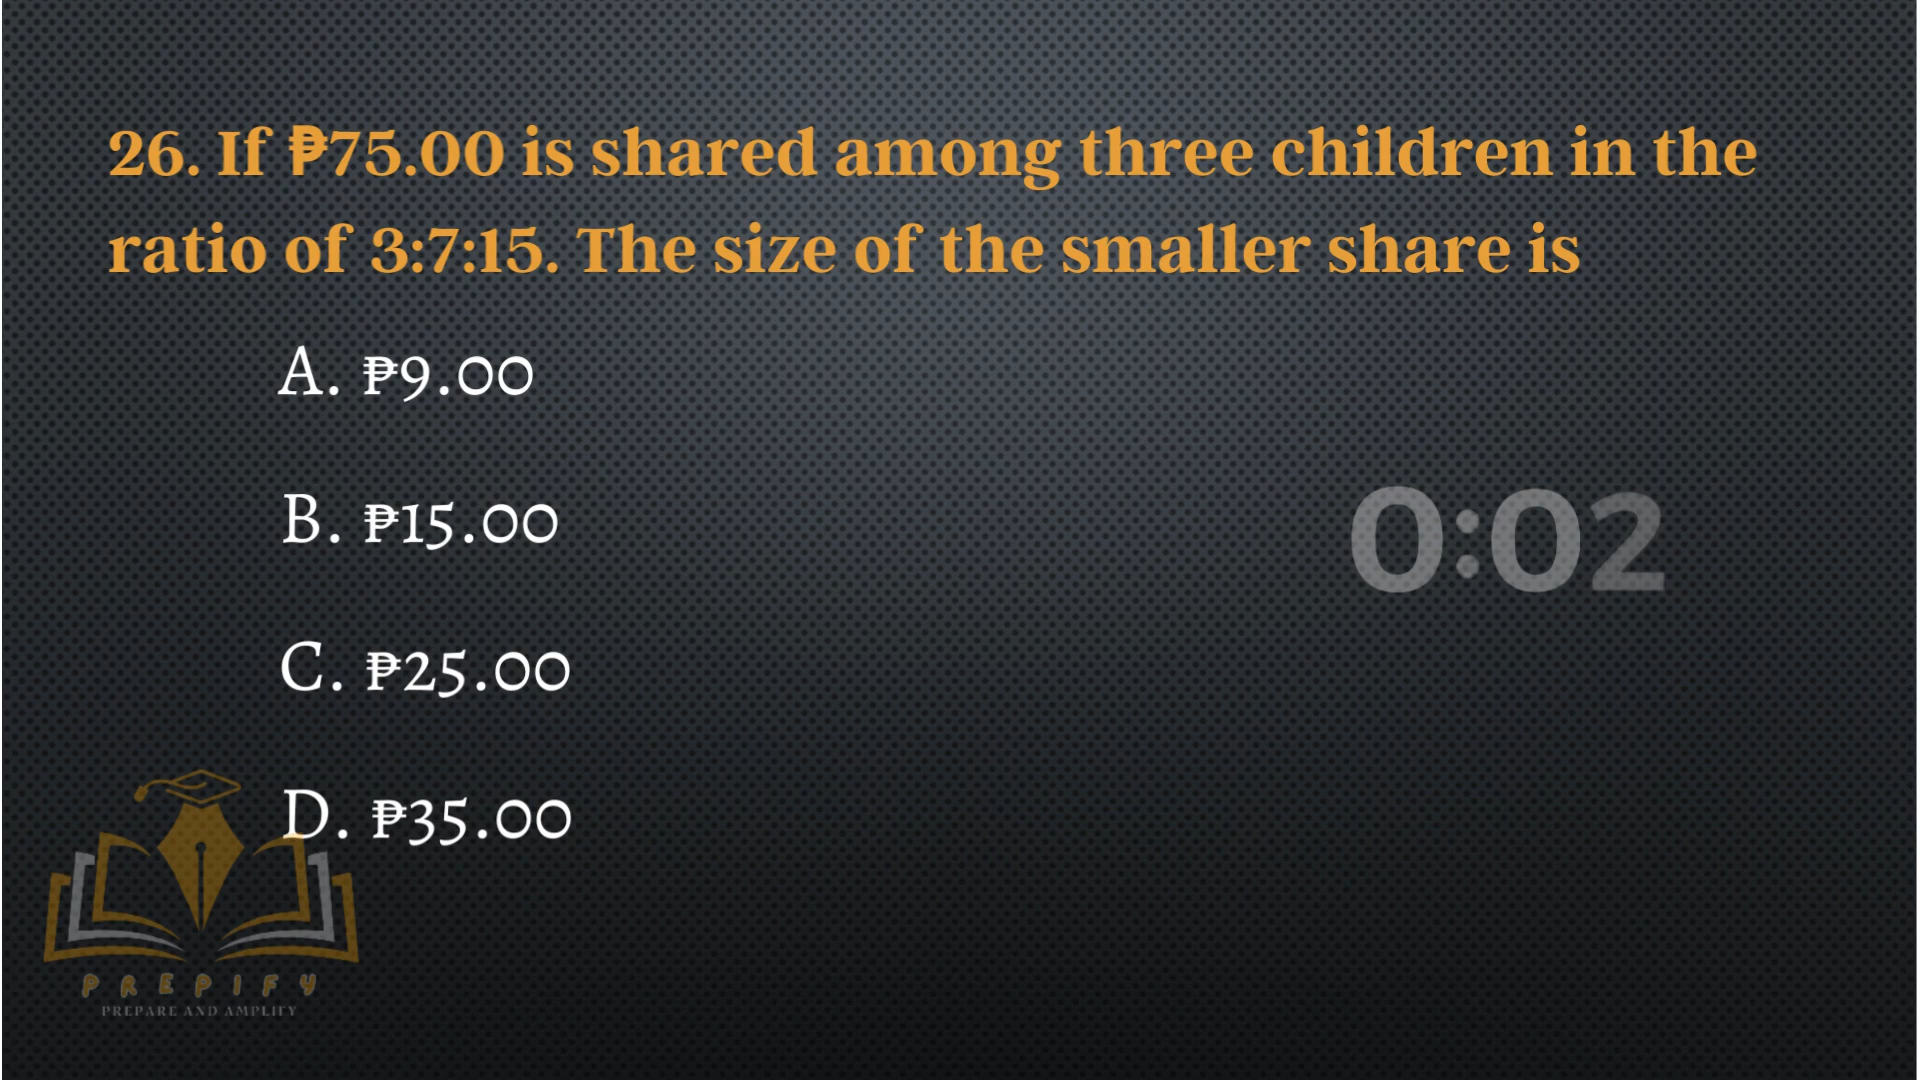 26. If ₱75.00 is shared among three children in the
ratio of 3:7:15. The size of the smaller share is
A. ₱9.00
B. ₱15.00
0:02
C. ₱25.00
D. ₱35.00
PREPIFY
PREPARE AND AMPLIFY